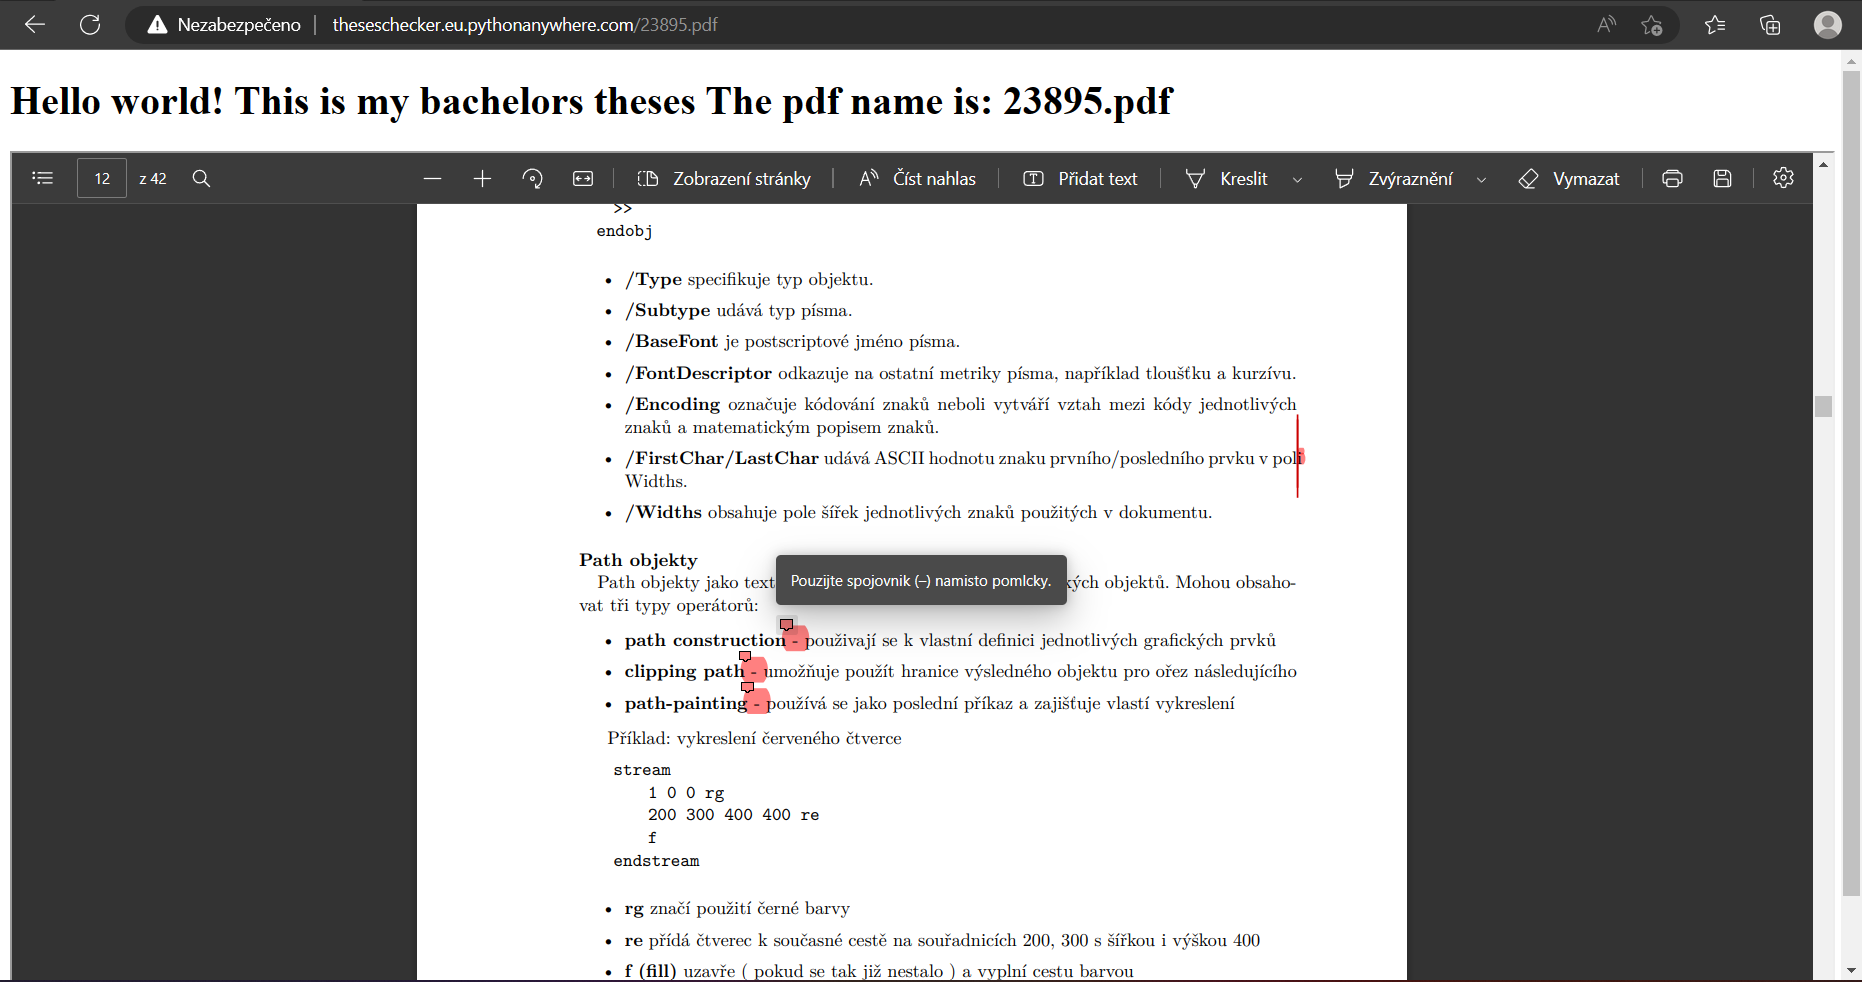 Nezabezpečeno | theseschecker.eu.pythonanywhere.com/23895.pdf
Hello world! This is my bachelors theses The pdf name is: 23895.pdf
12 z 42 Zobrazení stránky Číst nahlas Přidat text Kreslit Zvýraznění Vymazat
>>
endobj
• /Type specifikuje typ objektu.
• /Subtype udává typ písma.
• /BaseFont je postscriptové jméno písma.
• /FontDescriptor odkazuje na ostatní metriky písma, například tloušťku a kurzívu.
• /Encoding označuje kódování znaků neboli vytváří vztah mezi kódy jednotlivých
znaků a matematickým popisem znaků.
• /FirstChar/LastChar udává ASCII hodnotu znaku prvního/posledního prvku v poli
Widths.
• /Widths obsahuje pole šířek jednotlivých znaků použitých v dokumentu.
Path objekty
Pouzijte spojovnik (–) namisto pomlcky.
Path objekty jako text kých objektů. Mohou obsaho-
vat tři typy operátorů:
• path construction - použivají se k vlastní definici jednotlivých grafických prvků
• clipping path - umožňuje použít hranice výsledného objektu pro ořez následujícího
• path-painting - používá se jako poslední příkaz a zajišťuje vlastí vykreslení
Příklad: vykreslení červeného čtverce
stream
1 0 0 rg
200 300 400 400 re
f
endstream
• rg značí použití černé barvy
• re přídá čtverec k současné cestě na souřadnicích 200, 300 s šířkou i výškou 400
• f (fill) uzavře ( pokud se tak již nestalo ) a vyplní cestu barvou